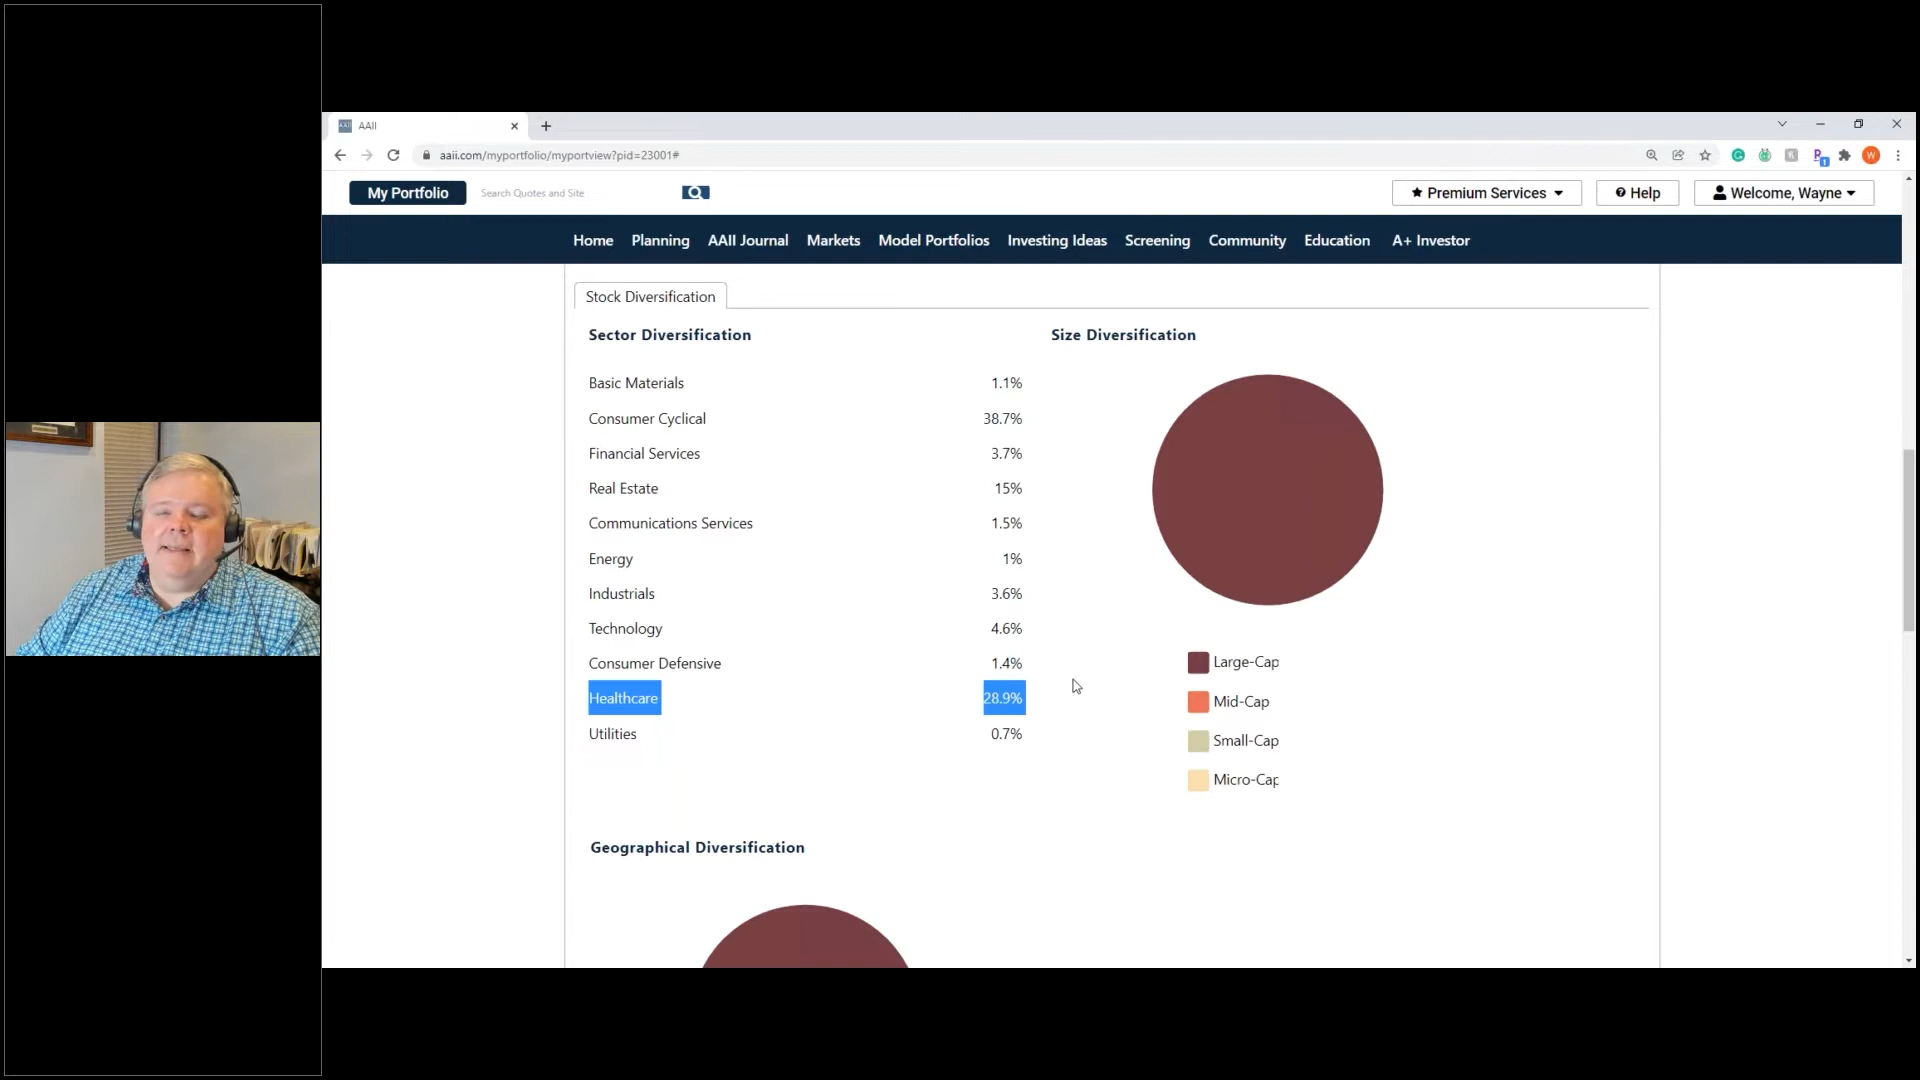 AAII
aaii.com/myportfolio/myportview?pid=23001#
W
My Portfolio
Search Quotes and Site
Premium Services
Help
Welcome, Wayne
Home Planning AAII Journal Markets Model Portfolios Investing Ideas Screening Community Education A+ Investor
Stock Diversification
Sector Diversification
Basic Materials 1.1%
Consumer Cyclical 38.7%
Financial Services 3.7%
Real Estate 15%
Communications Services 1.5%
Energy 1%
Industrials 3.6%
Technology 4.6%
Consumer Defensive 1.4%
Healthcare 28.9%
Utilities 0.7%
Size Diversification
Large-Cap
Mid-Cap
Small-Cap
Micro-Cap
Geographical Diversification